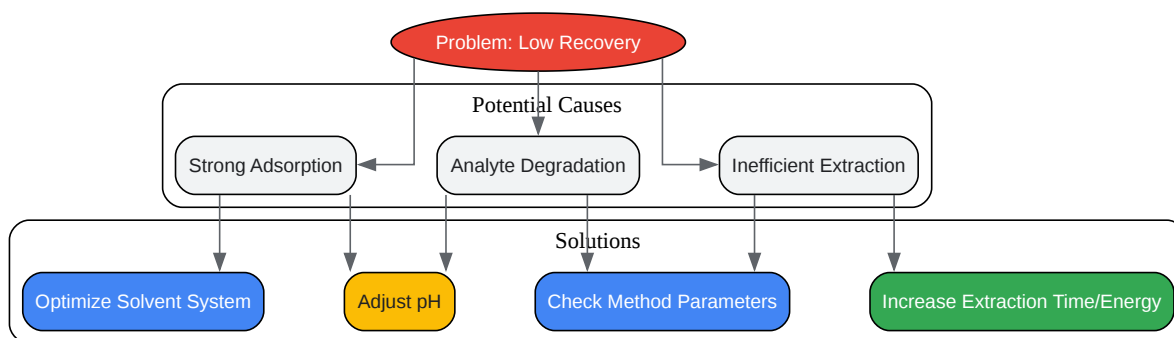 Problem: Low Recovery
Potential Causes
Strong Adsorption
Analyte Degradation
Inefficient Extraction
Solutions
Optimize Solvent System
Adjust pH
Check Method Parameters
Increase Extraction Time/Energy